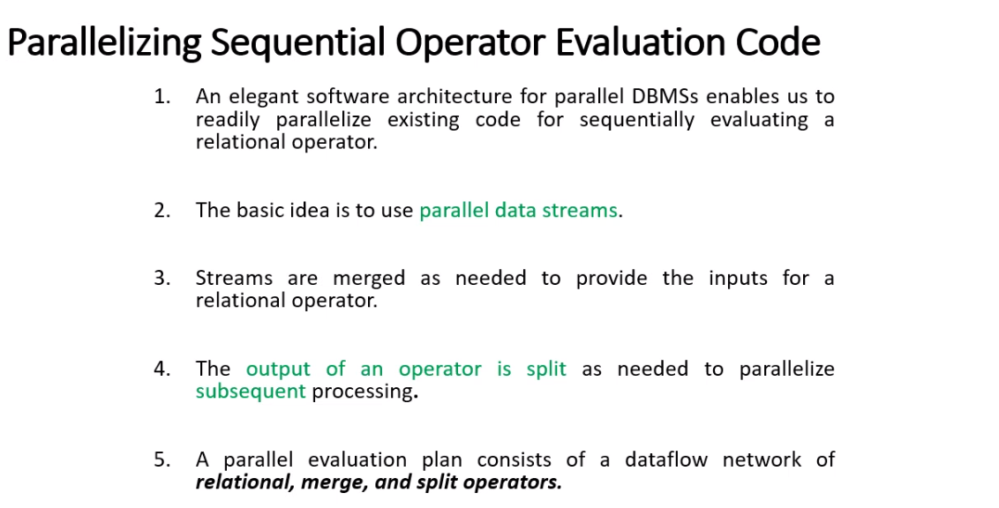 Parallelizing Sequential Operator Evaluation Code
1. An elegant software architecture for parallel DBMSs enables us to
readily parallelize existing code for sequentially evaluating a
relational operator.
2. The basic idea is to use parallel data streams.
3. Streams are merged as needed to provide the inputs for a
relational operator.
4. The output of an operator is split as needed to parallelize
subsequent processing.
5. A parallel evaluation plan consists of a dataflow network of
relational, merge, and split operators.